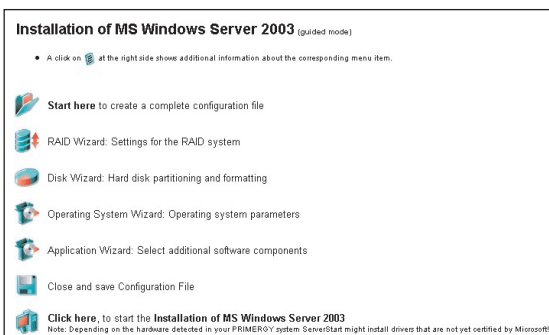 Installation of MS Windows Server 2003 (guided mode)
• A click on at the right side shows additional information about the corresponding menu item.
Start here to create a complete configuration file
RAID Wizard: Settings for the RAID system
Disk Wizard: Hard disk partitioning and formatting
Operating System Wizard: Operating system parameters
Application Wizard: Select additional software components
Close and save Configuration File
Click here, to start the Installation of MS Windows Server 2003
Note: Depending on the hardware detected in your PRIMERGY system ServerStart might install drivers that are not yet certified by Microsoft!